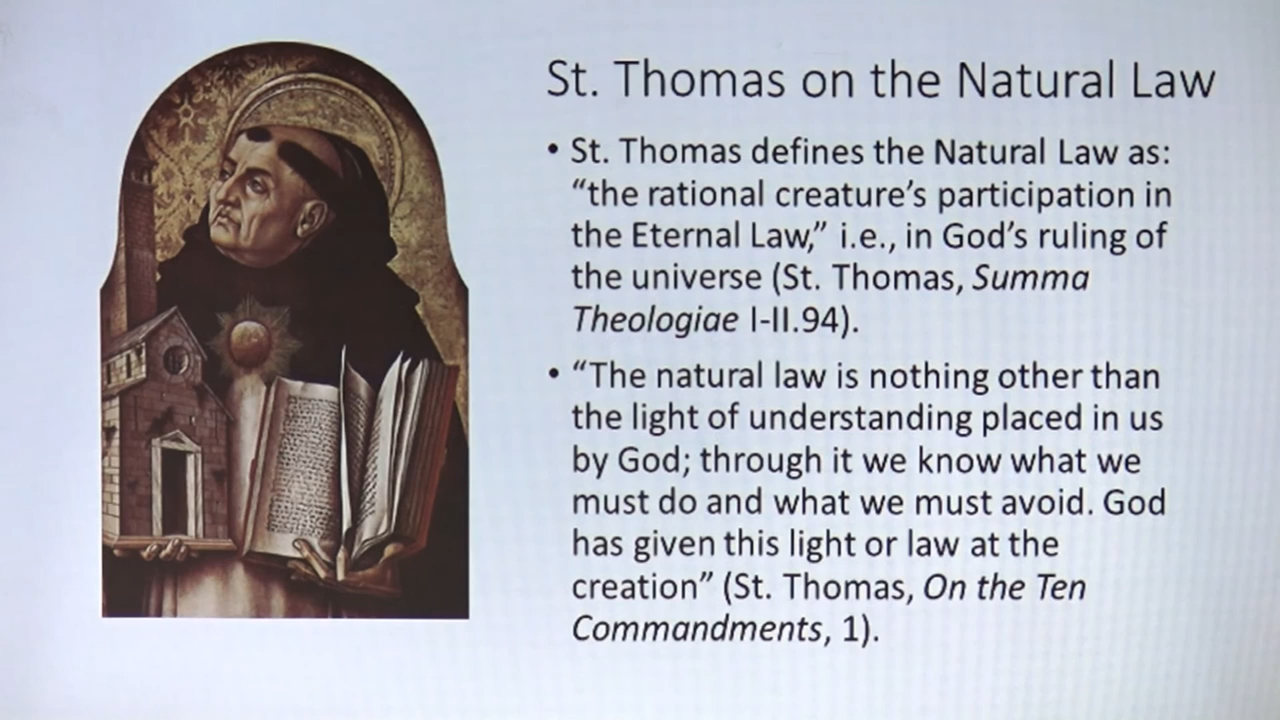 St. Thomas on the Natural Law
• St. Thomas defines the Natural Law as:
“the rational creature’s participation in
the Eternal Law,” i.e., in God’s ruling of
the universe (St. Thomas, Summa
Theologiae I-II.94).
• “The natural law is nothing other than
the light of understanding placed in us
by God; through it we know what we
must do and what we must avoid. God
has given this light or law at the
creation” (St. Thomas, On the Ten
Commandments, 1).